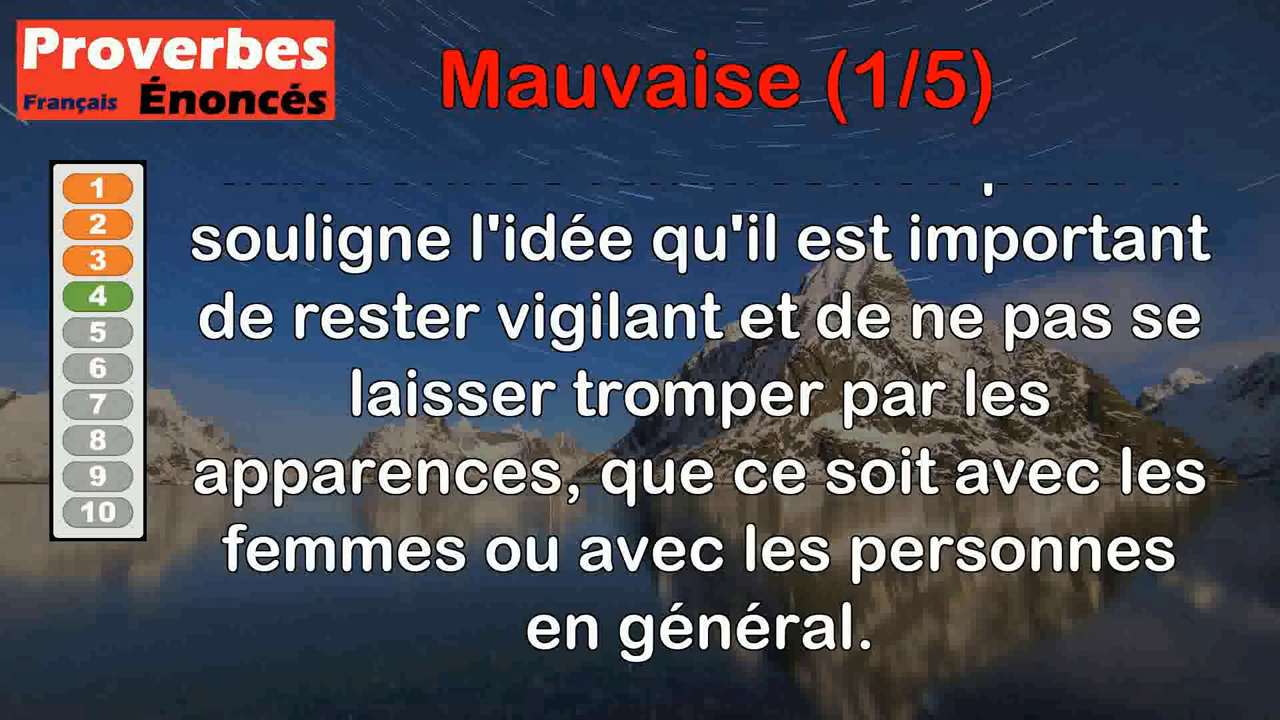 Proverbes
Français Énoncés
Mauvaise (1/5)
1
2
3
4
5
6
7
8
9
10
souligne l'idée qu'il est important
de rester vigilant et de ne pas se
laisser tromper par les
apparences, que ce soit avec les
femmes ou avec les personnes
en général.